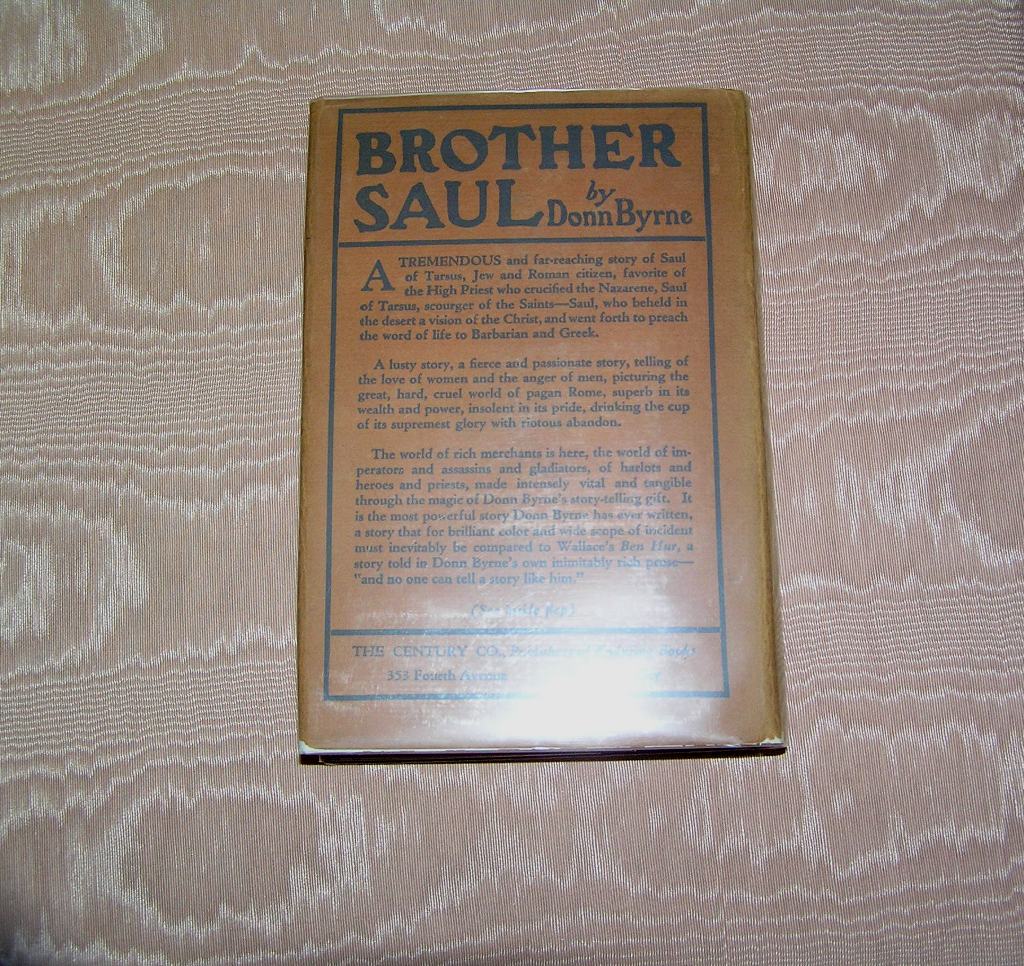 BROTHER
SAUL by
Donn Byrne
A TREMENDOUS and far-reaching story of Saul
of Tarsus, Jew and Roman citizen, favorite of
the High Priest who crucified the Nazarene, Saul
of Tarsus, scourger of the Saints—Saul, who beheld in
the desert a vision of the Christ, and went forth to preach
the word of life to Barbarian and Greek.
A lusty story, a fierce and passionate story, telling of
the love of women and the anger of men, picturing the
great, hard, cruel world of pagan Rome, superb in its
wealth and power, insolent in its pride, drinking the cup
of its supremest glory with riotous abandon.
The world of rich merchants is here, the world of im-
perators and assassins and gladiators, of harlots and
heroes and priests, made intensely vital and tangible
through the magic of Donn Byrne's story-telling gift. It
is the most powerful story Donn Byrne has ever written,
a story that for brilliant color and wide scope of incident
must inevitably be compared to Wallace's Ben Hur, a
story told in Donn Byrne's own inimitably rich prose—
"and no one can tell a story like him."
(See inside flap)
THE CENTURY CO., Publishers of Enduring Books
353 Fourth Avenue